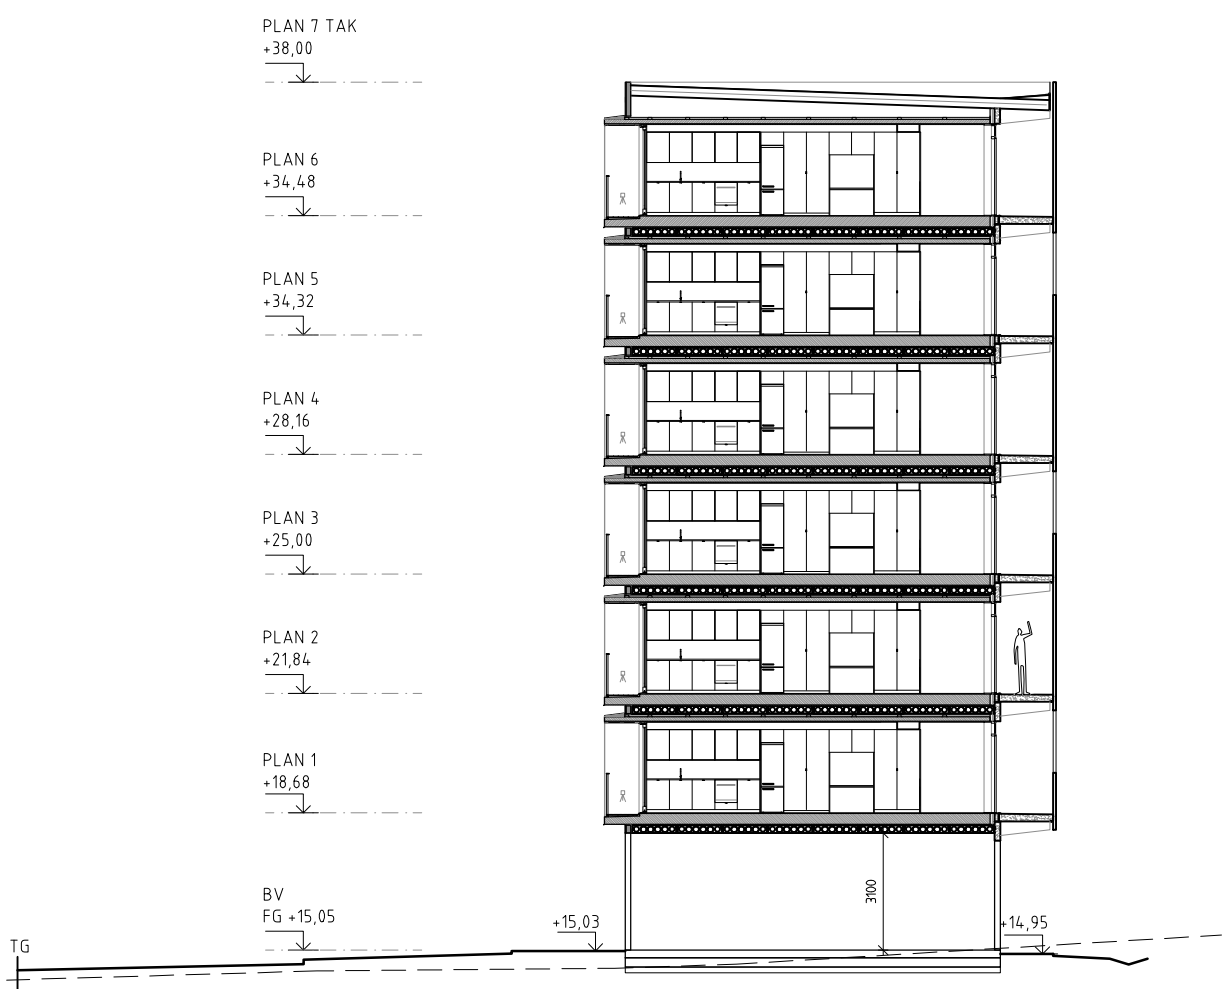 PLAN 7 TAK
+38,00
PLAN 6
+34,48
PLAN 5
+34,32
PLAN 4
+28,16
PLAN 3
+25,00
PLAN 2
+21,84
PLAN 1
+18,68
BV
FG +15,05
3100
+15,03
+14,95
TG